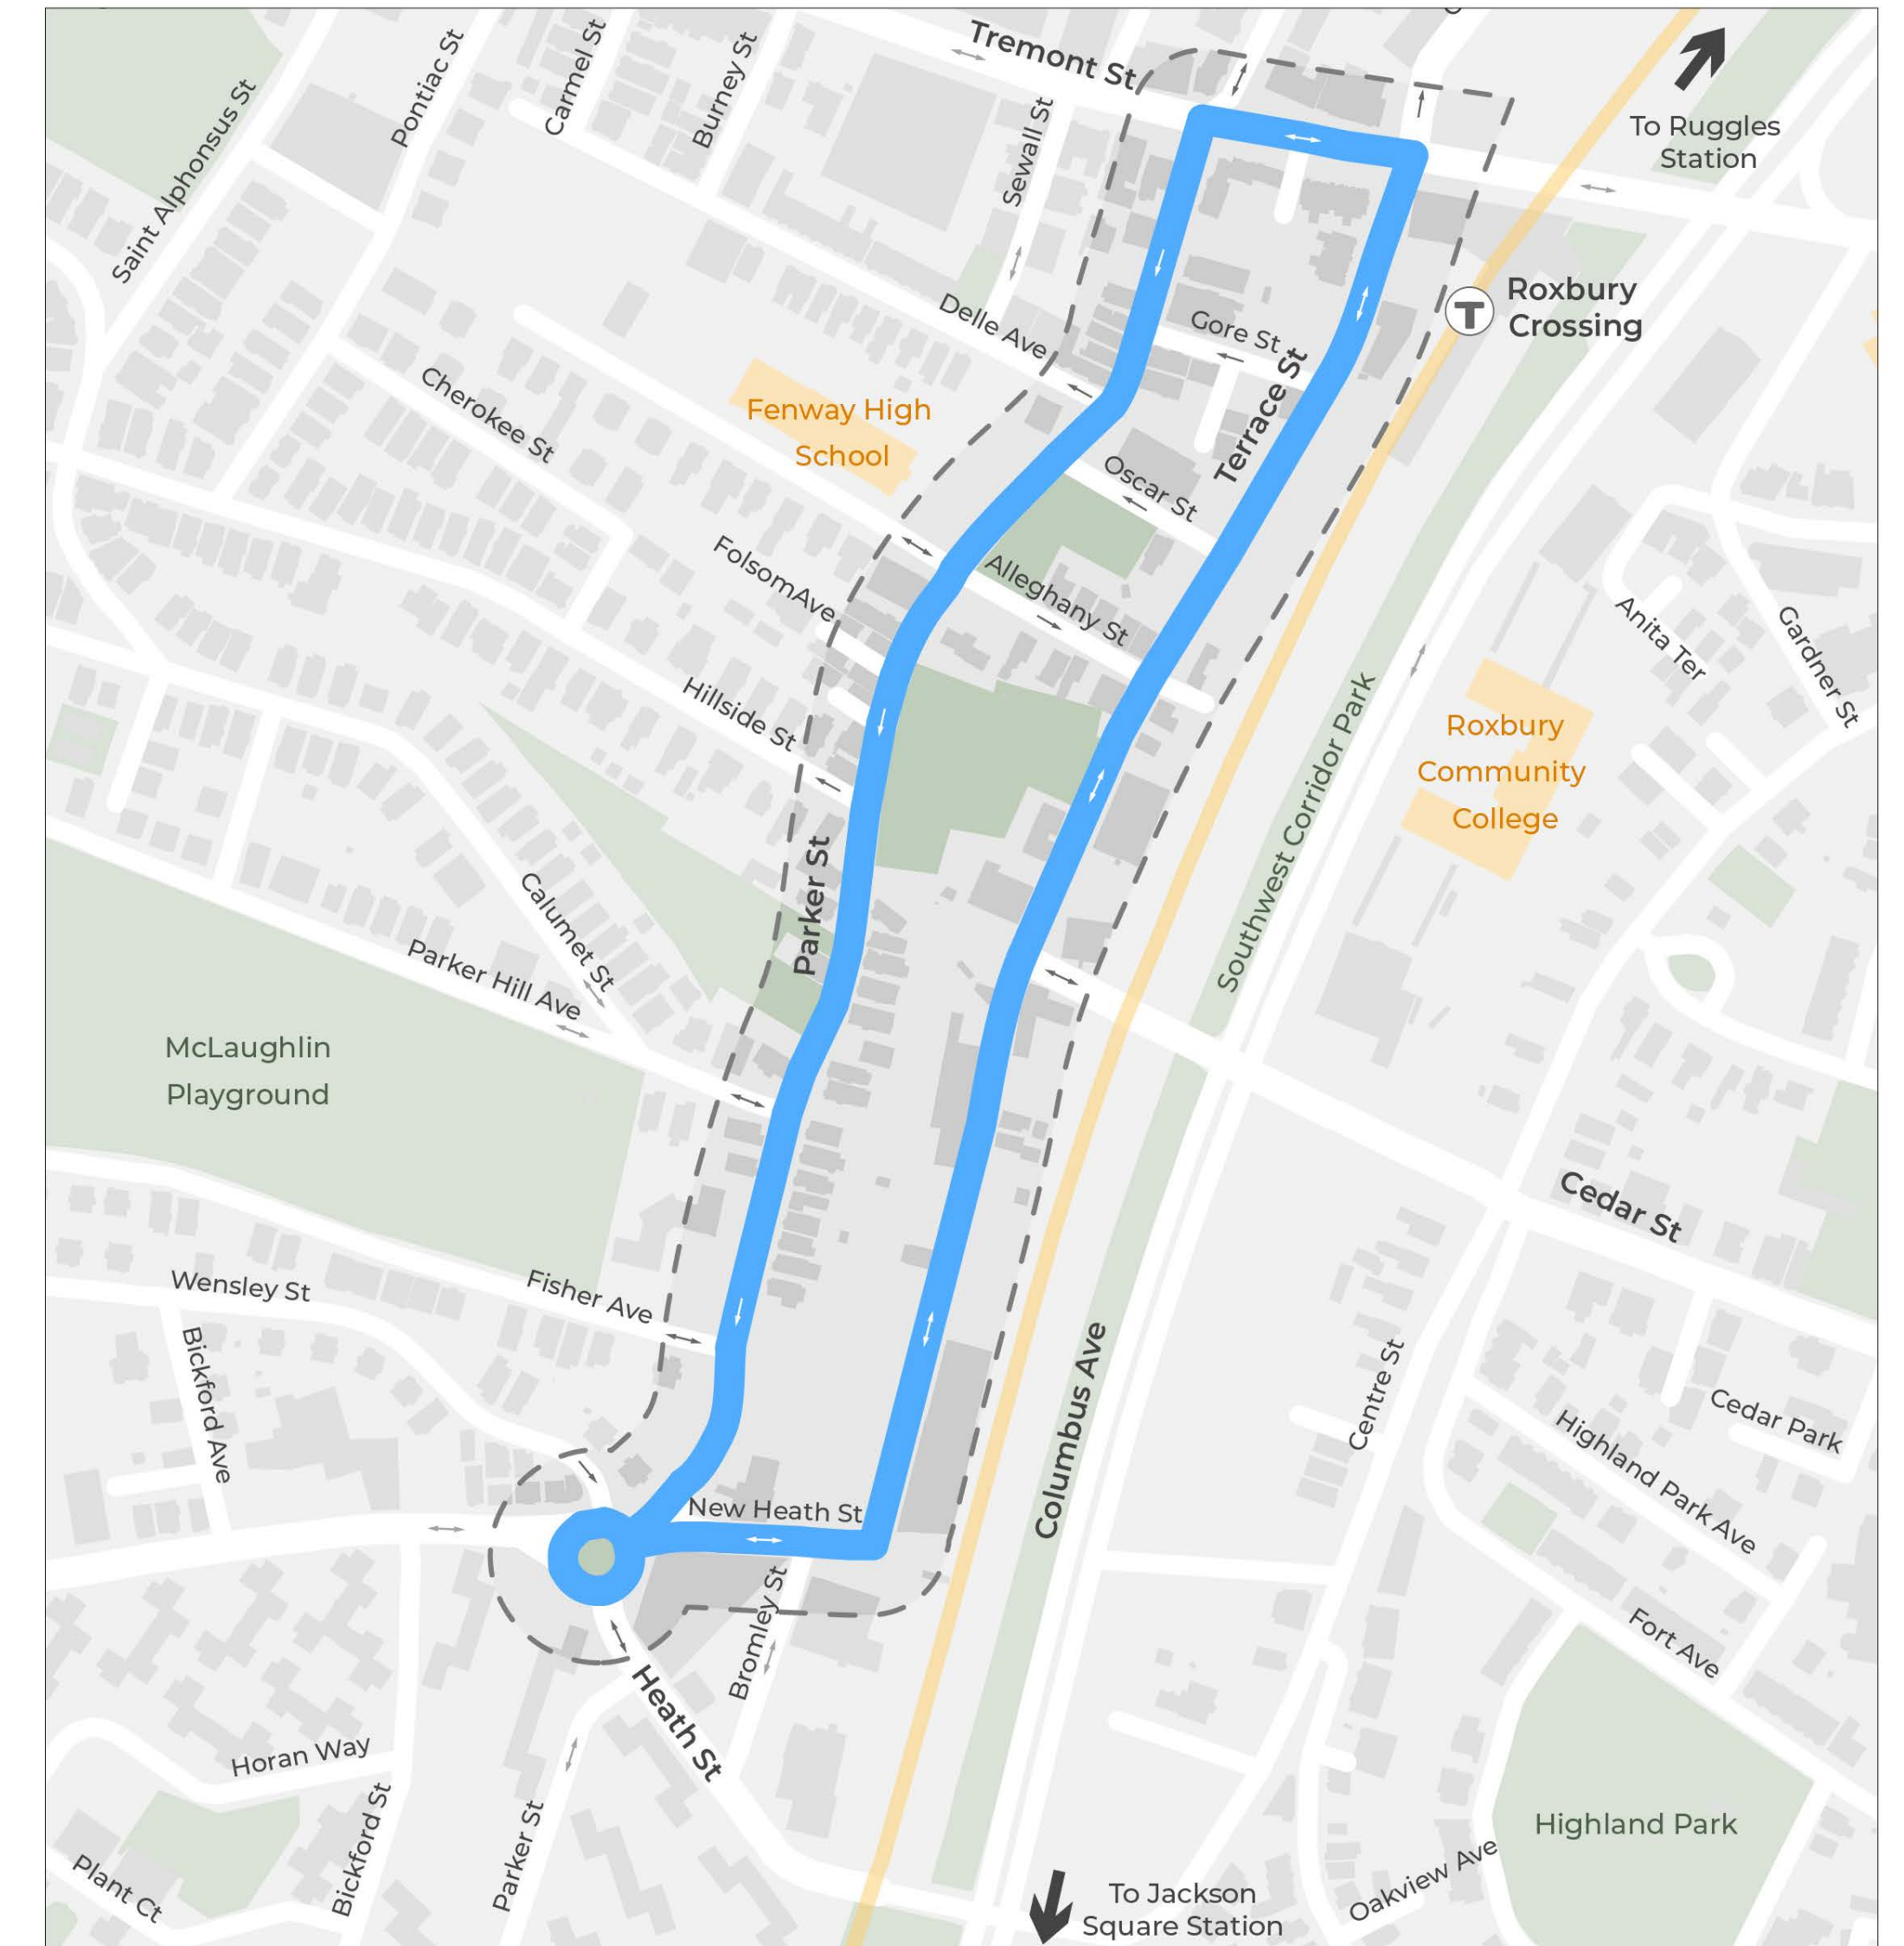 Tremont St
To Ruggles
Station
Saint Alphonsus St
Pontiac St
Carmel St
Burney St
Sewall St
Delle Ave
Gore St
Terrace St
T
Roxbury
Crossing
Cherokee St
Fenway High
School
Oscar St
FolsomAve
Alleghany St
Hillside St
Anita Ter
Gardner St
Southwest Corridor Park
Roxbury
Community
College
Parker St
Calumet St
Parker Hill Ave
McLaughlin
Playground
Cedar St
Wensley St
Fisher Ave
Bickford Ave
Columbus Ave
Centre St
Cedar Park
Highland Park Ave
New Heath St
Bromley St
Fort Ave
Heath St
Horan Way
Bickford St
Parker St
Plant Ct
Highland Park
Oakview Ave
To Jackson
Square Station